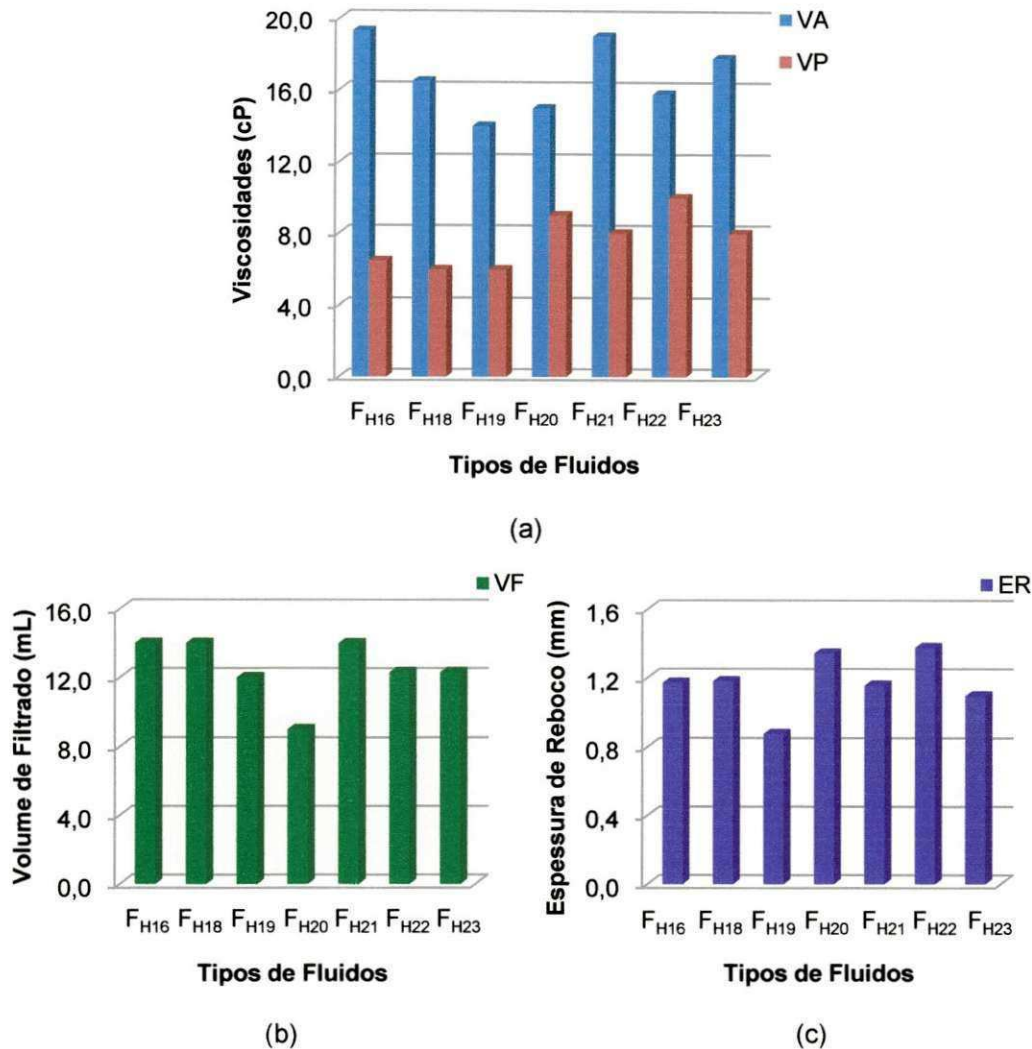 20,0
16,0
12,0
8,0
4,0
0,0
Viscosidades (cP)
VA
VP
FH16 FH18 FH19 FH20 FH21 FH22 FH23
Tipos de Fluidos
(a)
VF
16,0
12,0
8,0
4,0
0,0
Volume de Filtrado (mL)
FH16 FH18 FH19 FH20 FH21 FH22 FH23
Tipos de Fluidos
(b)
ER
1,6
1,2
0,8
0,4
0,0
Espessura de Reboco (mm)
FH16 FH18 FH19 FH20 FH21 FH22 FH23
Tipos de Fluidos
(c)